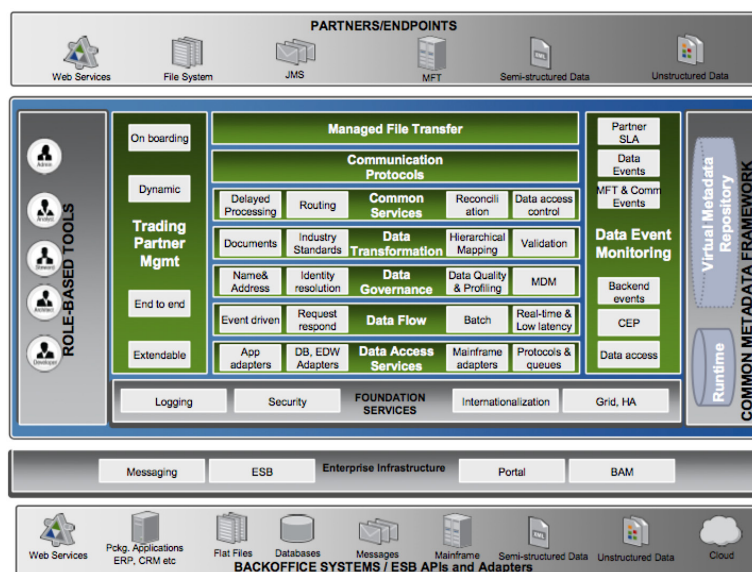 PARTNERS/ENDPOINTS
Web Services
File System
JMS
MFT
Semi-structured Data
Unstructured Data
ROLE-BASED TOOLS
Admin
Analyst
Steward
Architect
Developer
On boarding
Dynamic
Trading
Partner
Mgmt
End to end
Extendable
Managed File Transfer
Communication
Protocols
Delayed
Processing
Routing
Common
Services
Reconcili
ation
Data access
control
Documents
Industry
Standards
Data
Transformation
Hierarchical
Mapping
Validation
Name&
Address
Identity
resolution
Data
Governance
Data Quality
& Profiling
MDM
Event driven
Request
respond
Data Flow
Batch
Real-time &
Low latency
App
adapters
DB, EDW
Adapters
Data Access
Services
Mainframe
adapters
Protocols &
queues
Partner
SLA
Data
Events
MFT & Comm
Events
Data Event
Monitoring
Backend
events
CEP
Data access
Virtual Metadata
Repository
Runtime
COMMON METADATA FRAMEWORK
Logging
Security
FOUNDATION
SERVICES
Internationalization
Grid, HA
Messaging
ESB
Enterprise Infrastructure
Portal
BAM
Web Services
Pckg. Applications
ERP, CRM etc
Flat Files
Databases
Messages
Mainframe
Semi-structured Data
Unstructured Data
Cloud
BACKOFFICE SYSTEMS / ESB APIs and Adapters